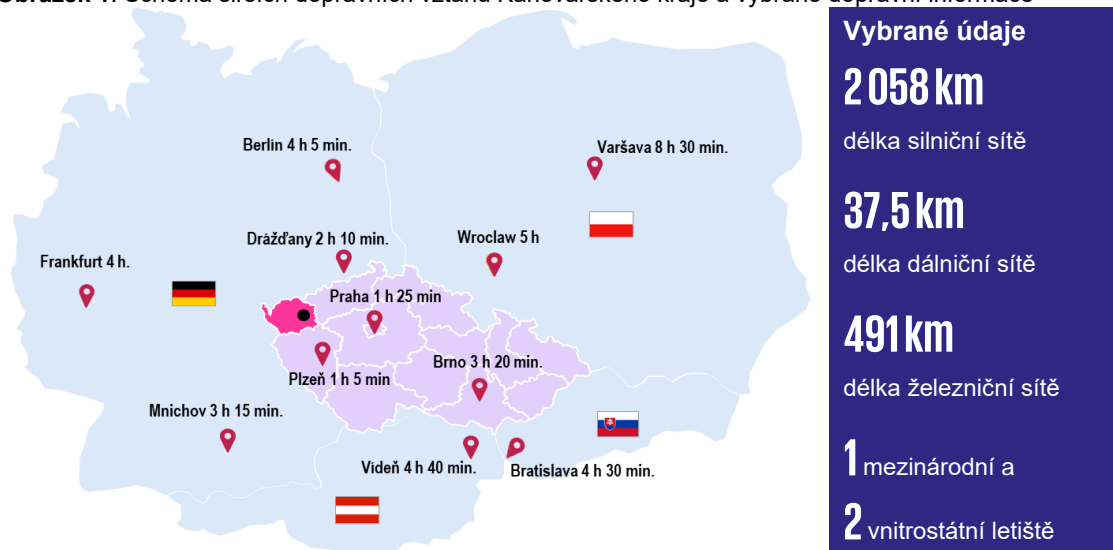 Vybrané údaje
2 058 km
délka silniční sítě
37,5 km
délka dálniční sítě
491 km
délka železniční sítě
1 mezinárodní a
2 vnitrostátní letiště
Berlín 4 h 5 min.
Varšava 8 h 30 min.
Drážďany 2 h 10 min.
Wroclaw 5 h
Frankfurt 4 h.
Praha 1 h 25 min
Brno 3 h 20 min.
Plzeň 1 h 5 min
Mnichov 3 h 15 min.
Vídeň 4 h 40 min.
Bratislava 4 h 30 min.